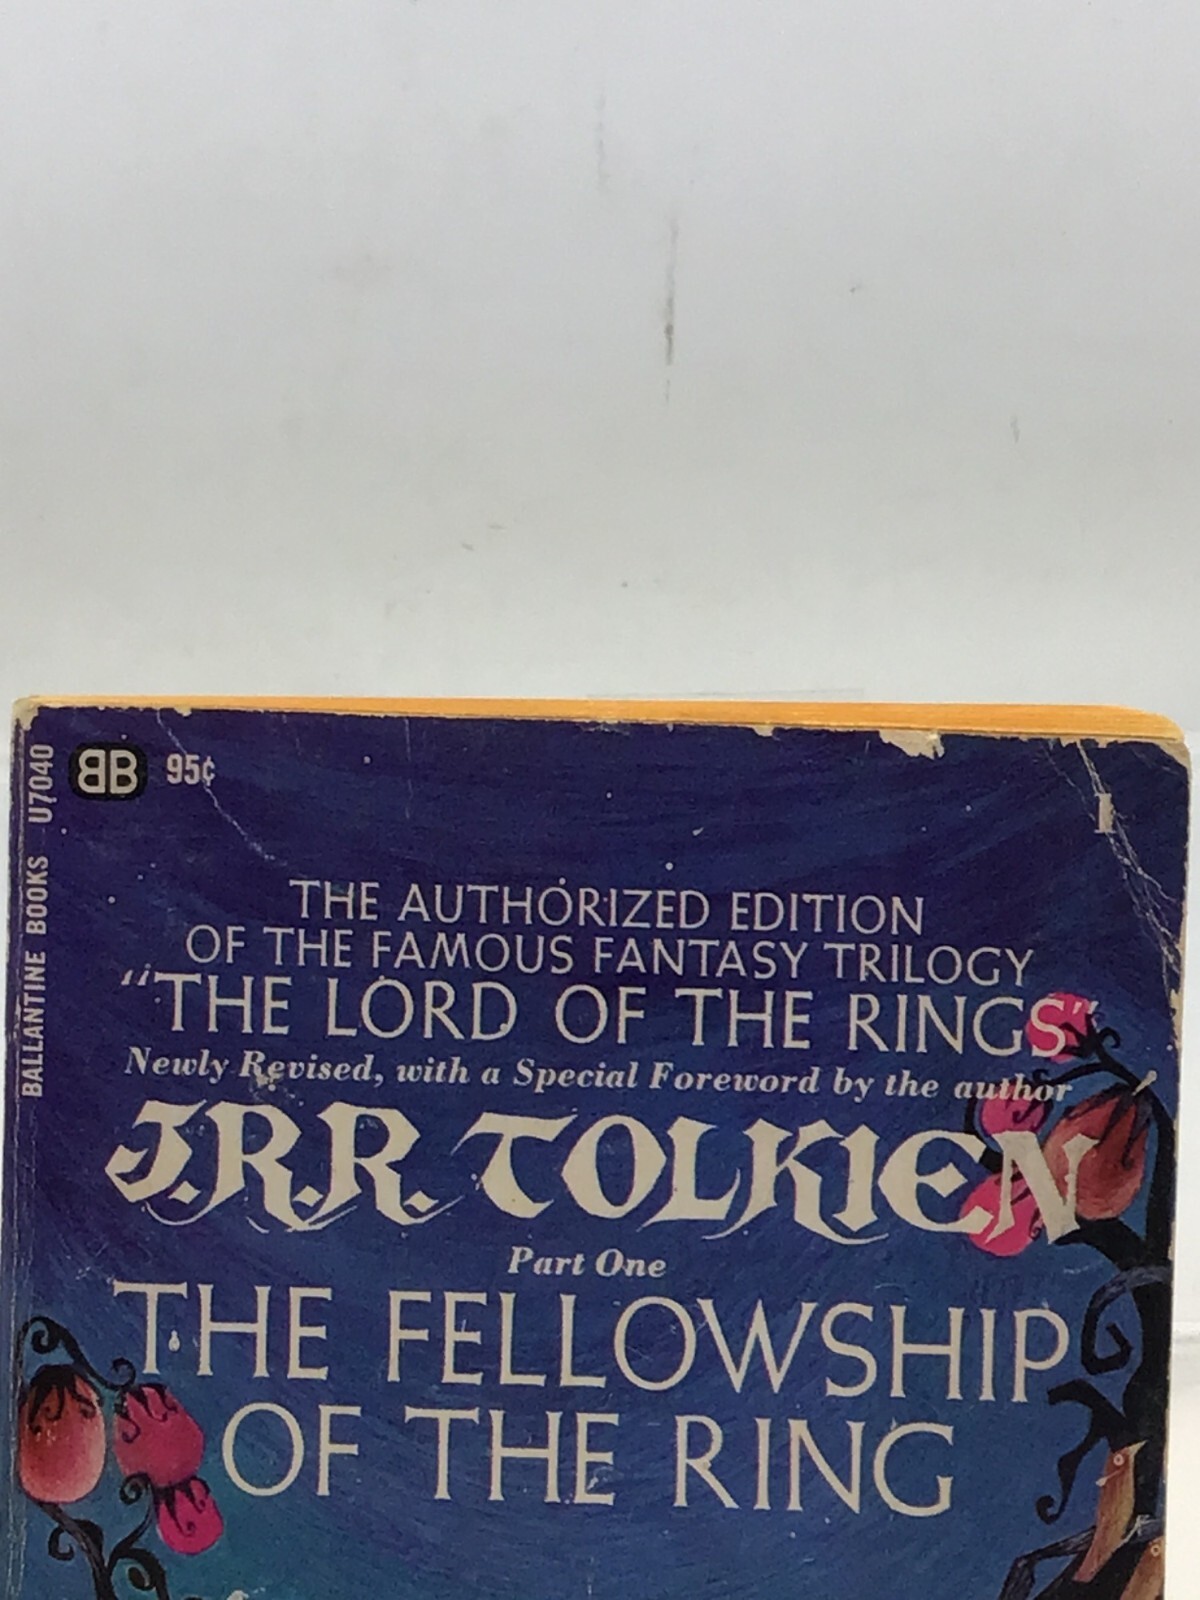 BALLANTINE BOOKS U7040
BB 95¢
1
THE AUTHORIZED EDITION
OF THE FAMOUS FANTASY TRILOGY
"THE LORD OF THE RINGS"
Newly Revised, with a Special Foreword by the author
J.R.R. TOLKIEN
Part One
THE FELLOWSHIP
OF THE RING